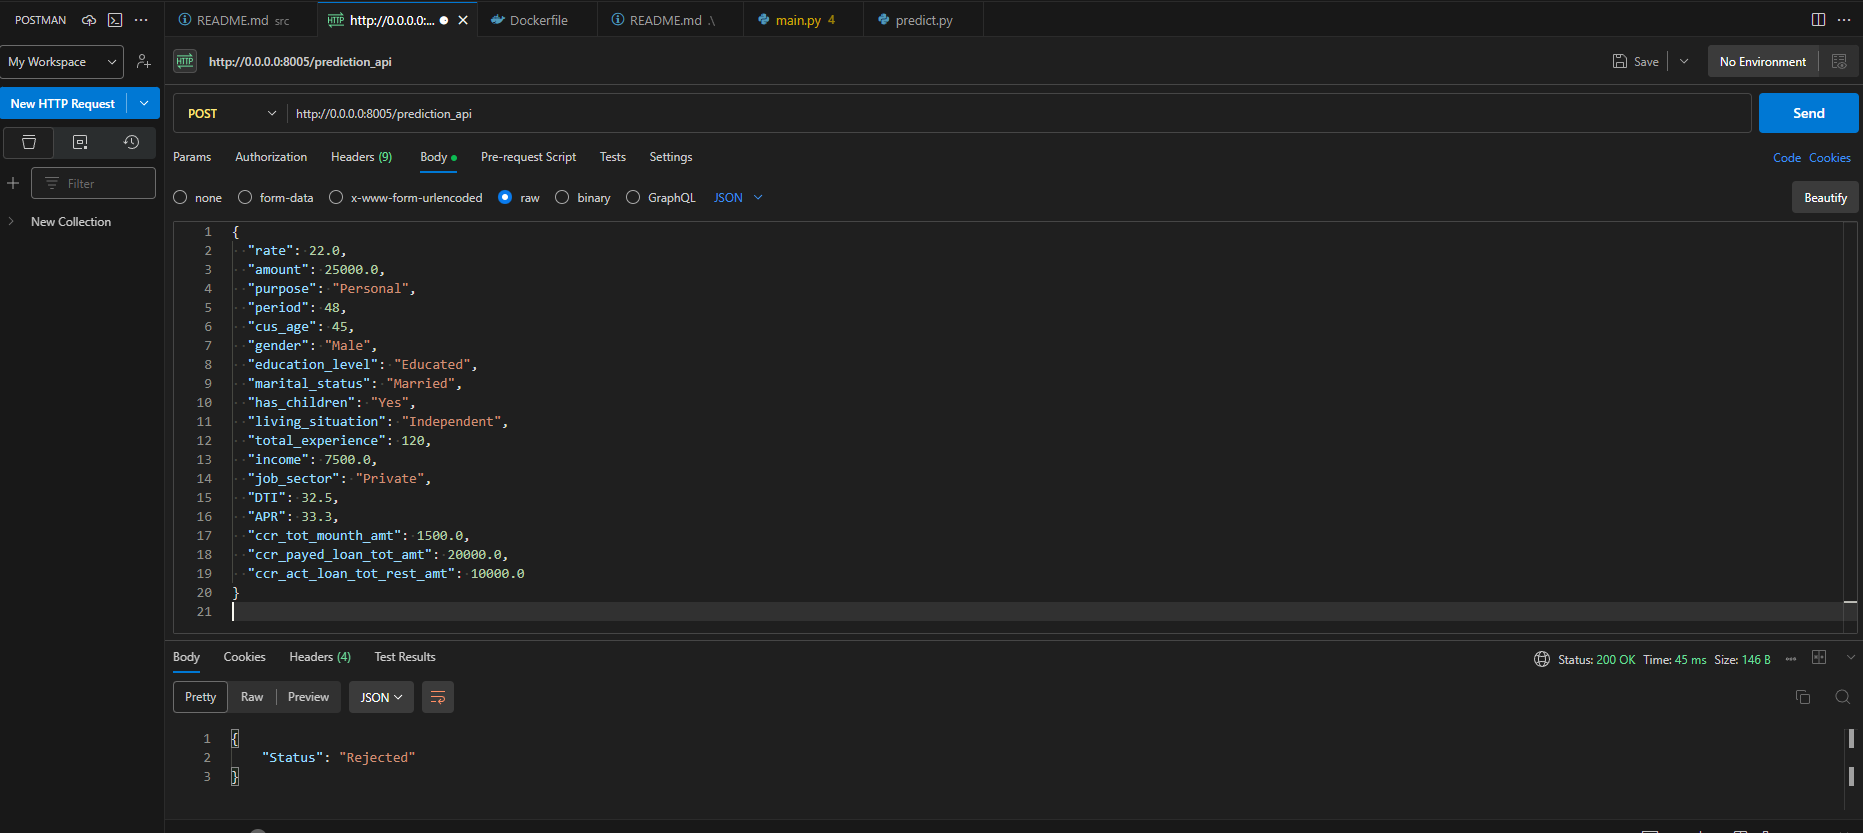 POSTMAN
README.md src
HTTP http://0.0.0.0:...
Dockerfile
README.md .\
main.py 4
predict.py
My Workspace
HTTP http://0.0.0.0:8005/prediction_api
Save
No Environment
New HTTP Request
POST
http://0.0.0.0:8005/prediction_api
Send
Params
Authorization
Headers (9)
Body
Pre-request Script
Tests
Settings
Code
Cookies
Filter
none
form-data
x-www-form-urlencoded
raw
binary
GraphQL
JSON
Beautify
New Collection
1 {
2 "rate": 22.0,
3 "amount": 25000.0,
4 "purpose": "Personal",
5 "period": 48,
6 "cus_age": 45,
7 "gender": "Male",
8 "education_level": "Educated",
9 "marital_status": "Married",
10 "has_children": "Yes",
11 "living_situation": "Independent",
12 "total_experience": 120,
13 "income": 7500.0,
14 "job_sector": "Private",
15 "DTI": 32.5,
16 "APR": 33.3,
17 "ccr_tot_mounth_amt": 1500.0,
18 "ccr_payed_loan_tot_amt": 20000.0,
19 "ccr_act_loan_tot_rest_amt": 10000.0
20 }
21
Body
Cookies
Headers (4)
Test Results
Status: 200 OK Time: 45 ms Size: 146 B
Pretty
Raw
Preview
JSON
1 {
2 "Status": "Rejected"
3 }